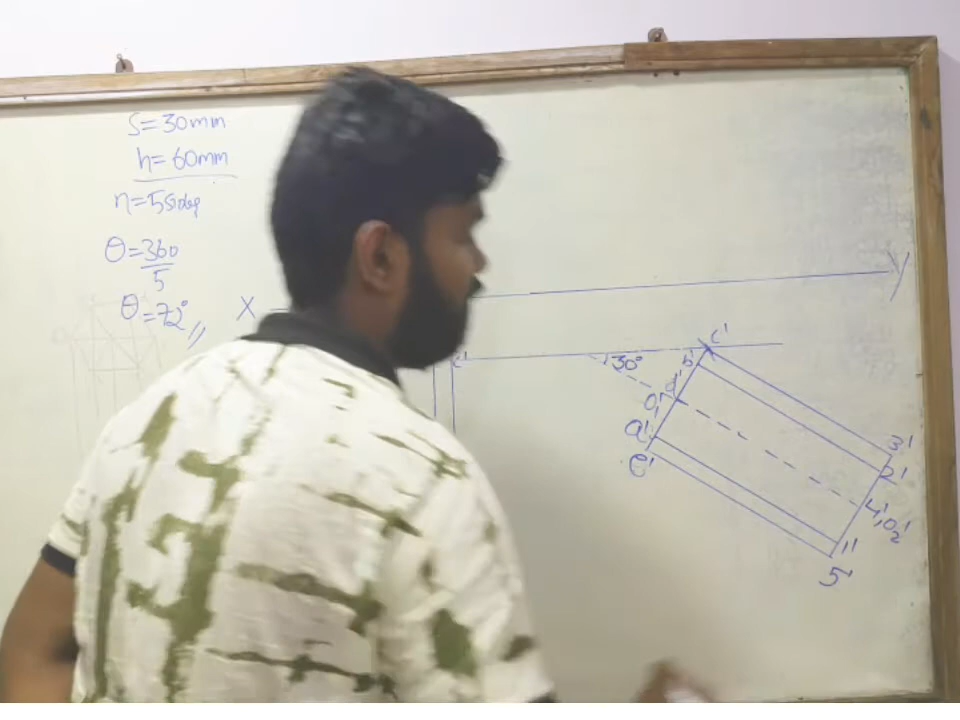 S=30mm
h=60mm
n=5sides
θ=360/5
θ=72°
X
Y
c'
30°
c'
b'
d'
o1'
a'
e'
3'
2'
4',o2'
1'
5'